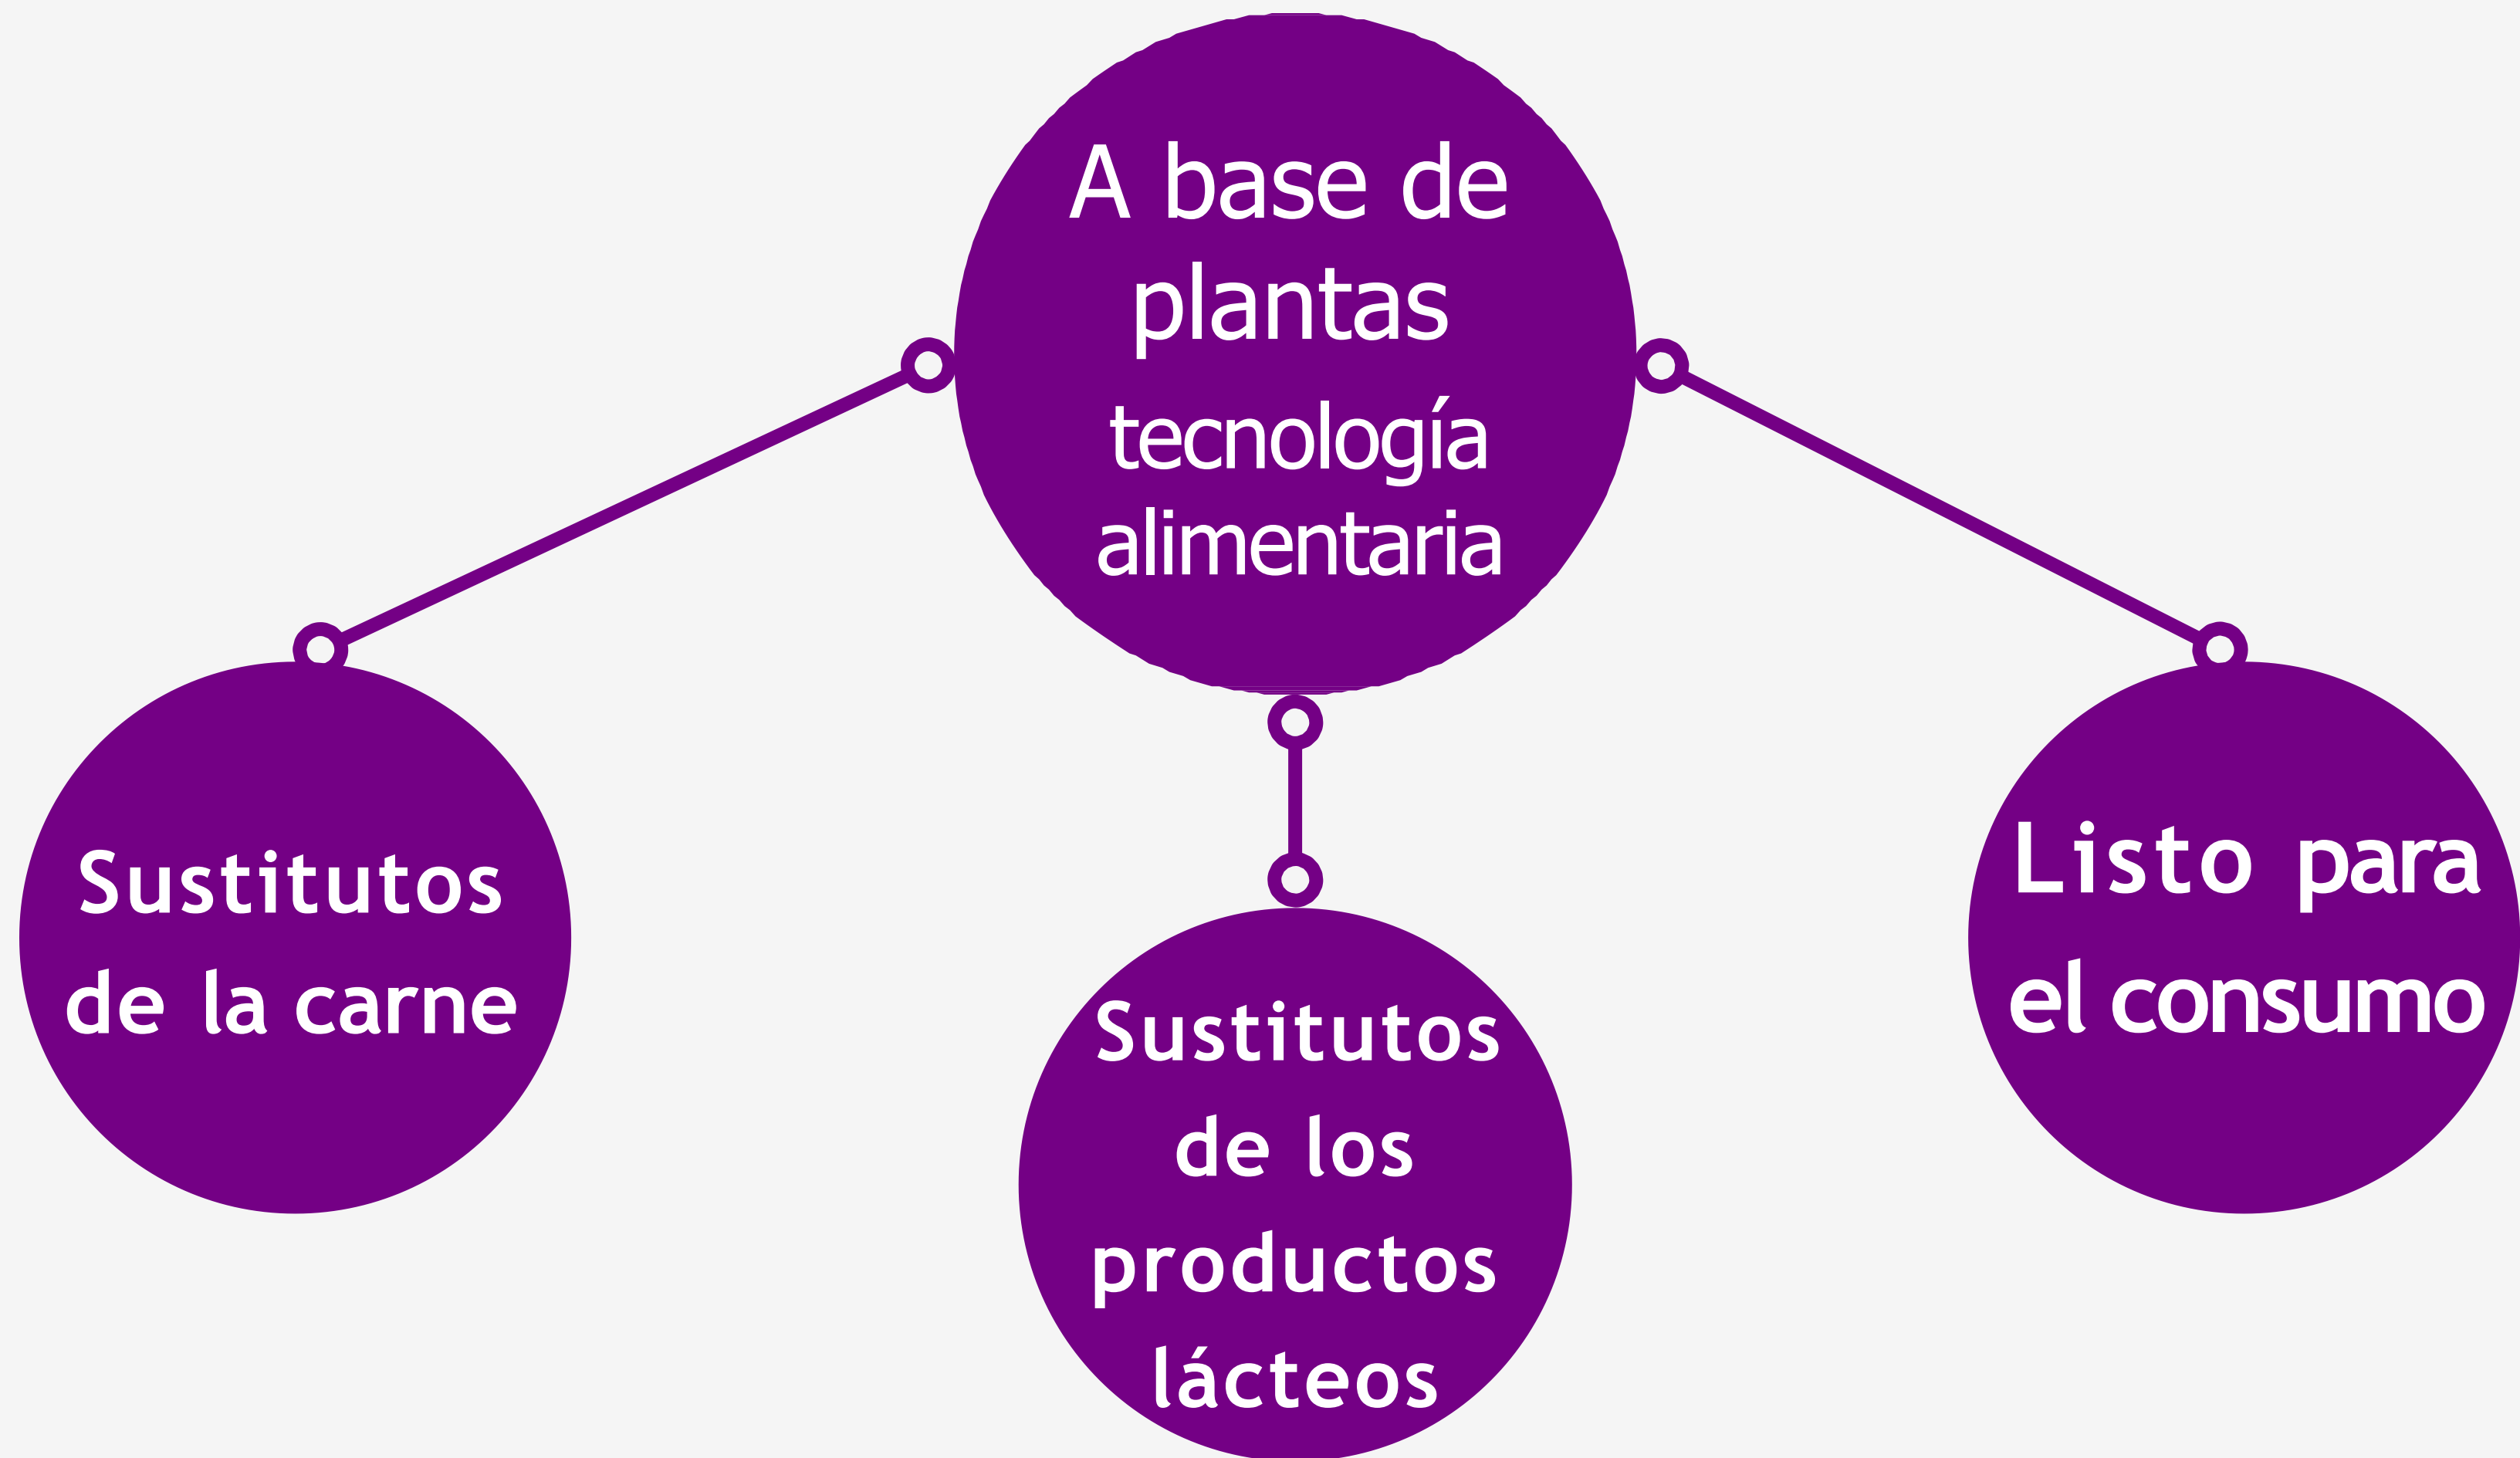 A base de
plantas
tecnología
alimentaria
Sustitutos
de la carne
Sustitutos
de los
productos
lácteos
Listo para
el consumo